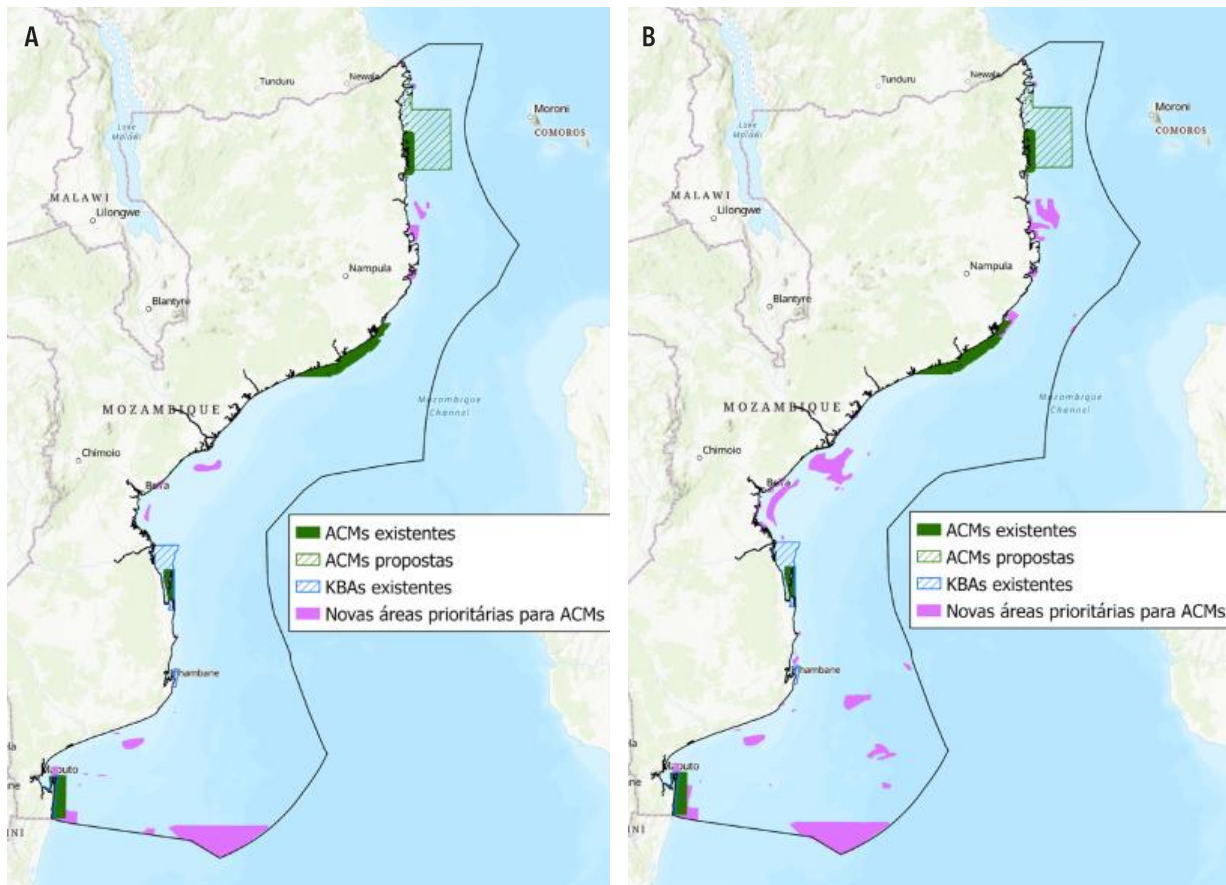 A
Tunduru
Newala
Moroni
COMOROS
Lake
Malawi
MALAWI
Lilongwe
Nampula
Blantyre
MOZAMBIQUE
Mozambique
Channel
Chimoio
Beira
ACMs existentes
ACMs propostas
KBAs existentes
Novas áreas prioritárias para ACMs
Inhambane
Maputo
INI
B
Tunduru
Newala
Moroni
COMOROS
Lake
Malawi
MALAWI
Lilongwe
Nampula
Blantyre
MOZAMBIQUE
Mozambique
Channel
Chimoio
Beira
ACMs existentes
ACMs propostas
KBAs existentes
Novas áreas prioritárias para ACMs
Inhambane
Maputo
INI